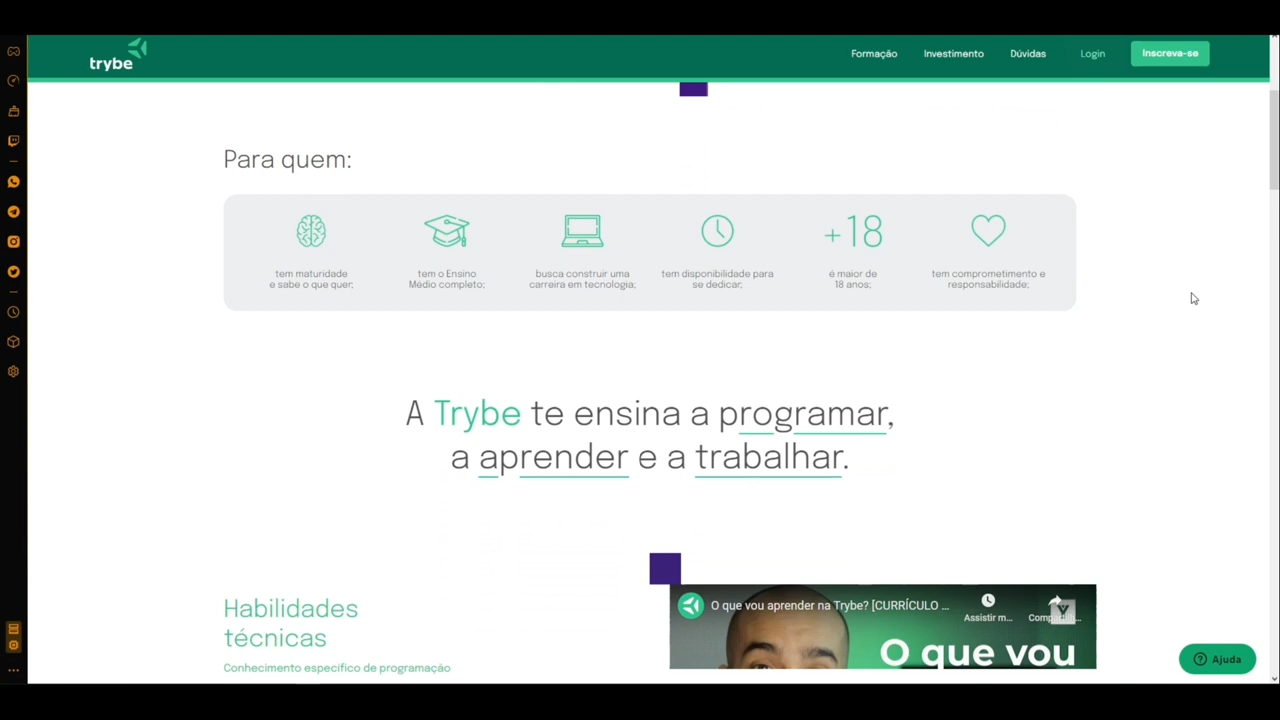 trybe
Formação
Investimento
Dúvidas
Login
Inscreva-se
Para quem:
+18
tem maturidade
e sabe o que quer;
tem o Ensino
Médio completo;
busca construir uma
carreira em tecnologia;
tem disponibilidade para
se dedicar;
é maior de
18 anos;
tem comprometimento e
responsabilidade;
A Trybe te ensina a programar,
a aprender e a trabalhar.
Habilidades
técnicas
Conhecimento específico de programação
O que vou aprender na Trybe? [CURRÍCULO ...
Assistir m...
O que vou
Ajuda